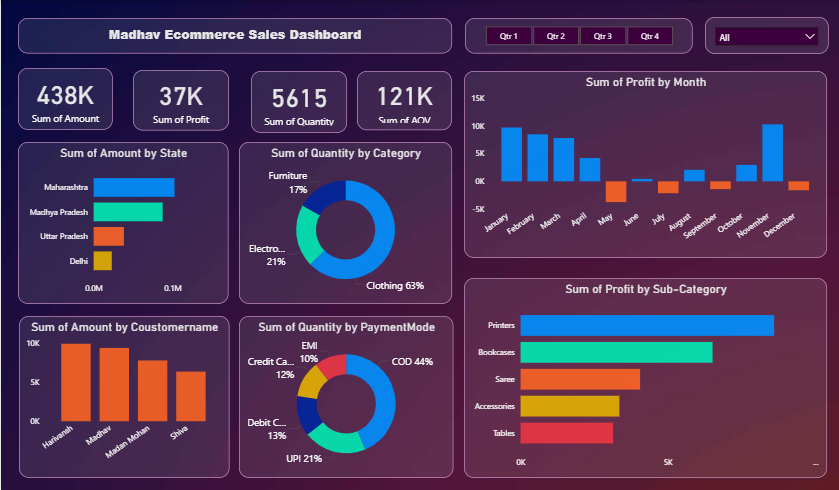 Madhav Ecommerce Sales Dashboard
Qtr 1 Qtr 2 Qtr 3 Qtr 4
All
438K
Sum of Amount
37K
Sum of Profit
5615
Sum of Quantity
121K
Sum of AOV
Sum of Profit by Month
15K
10K
5K
0K
-5K
January February March April May June July August September October November December
Sum of Amount by State
Maharashtra
Madhya Pradesh
Uttar Pradesh
Delhi
0.0M 0.1M
Sum of Quantity by Category
Furniture
17%
Electro...
21%
Clothing 63%
Sum of Profit by Sub-Category
Printers
Bookcases
Saree
Accessories
Tables
0K 5K ...
Sum of Amount by Coustomername
10K
5K
0K
Harivansh Madhav Madan Mohan Shiva
Sum of Quantity by PaymentMode
EMI
10%
Credit Ca...
12%
COD 44%
Debit C...
13%
UPI 21%